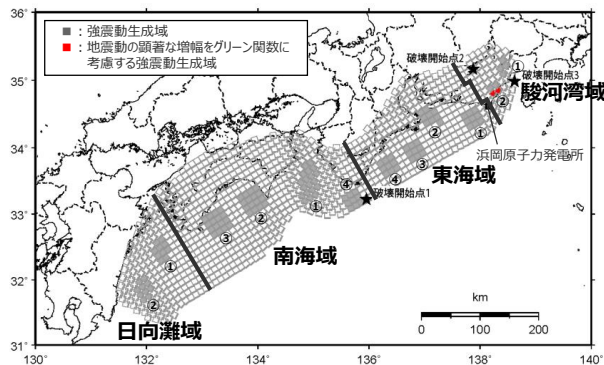 ■ : 強震動生成域
■ : 地震動の顕著な増幅をグリーン関数に
考慮する強震動生成域
36°
35°
34°
33°
32°
31°
130
132
134
136
138
140
破壊開始点2
①
破壊開始点3
駿河湾域
②
浜岡原子力発電所
②
①
東海域
③
④
④
破壊開始点1
①
②
③
南海域
①
②
日向灘域
km
0
100
200